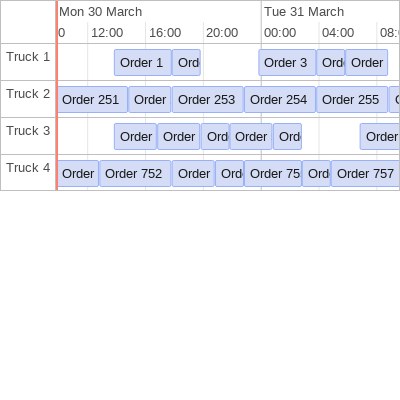 Mon 30 March Tue 31 March
0 12:00 16:00 20:00 00:00 04:00 08:
Truck 1 Order 1 Ord Order 3 Ord Order
Truck 2 Order 251 Order Order 253 Order 254 Order 255
Truck 3 Order Order Ord Order Ord Order
Truck 4 Order Order 752 Order Ord Order 75 Ord Order 757